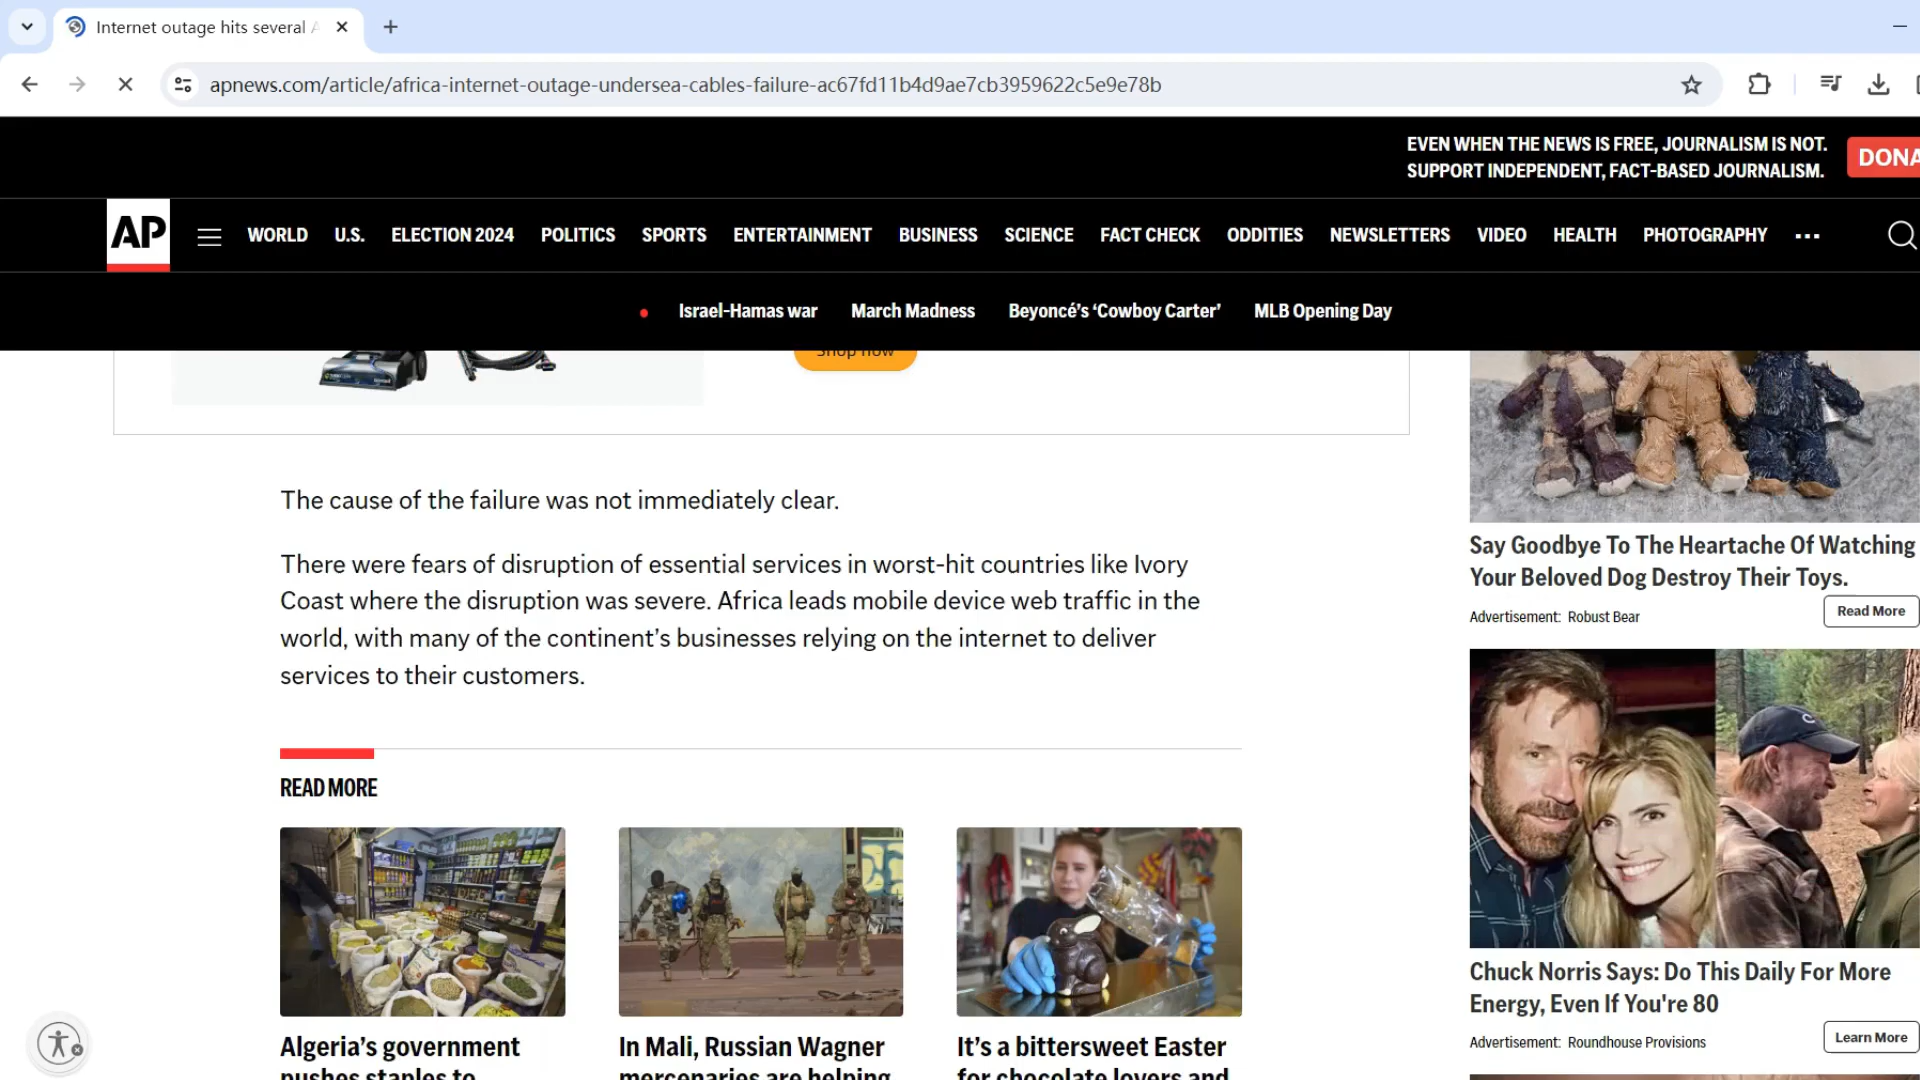 Internet outage hits several
apnews.com/article/africa-internet-outage-undersea-cables-failure-ac67fd11b4d9ae7cb3959622c5e9e78b
EVEN WHEN THE NEWS IS FREE, JOURNALISM IS NOT.
SUPPORT INDEPENDENT, FACT-BASED JOURNALISM.
DONA
AP
WORLD U.S. ELECTION 2024 POLITICS SPORTS ENTERTAINMENT BUSINESS SCIENCE FACT CHECK ODDITIES NEWSLETTERS VIDEO HEALTH PHOTOGRAPHY
Israel-Hamas war March Madness Beyoncé’s ‘Cowboy Carter’ MLB Opening Day
Shop now
The cause of the failure was not immediately clear.
There were fears of disruption of essential services in worst-hit countries like Ivory
Coast where the disruption was severe. Africa leads mobile device web traffic in the
world, with many of the continent’s businesses relying on the internet to deliver
services to their customers.
READ MORE
Algeria’s government
pushes staples to
In Mali, Russian Wagner
mercenaries are helping
It’s a bittersweet Easter
for chocolate lovers and
Say Goodbye To The Heartache Of Watching
Your Beloved Dog Destroy Their Toys.
Advertisement: Robust Bear
Read More
Chuck Norris Says: Do This Daily For More
Energy, Even If You're 80
Advertisement: Roundhouse Provisions
Learn More